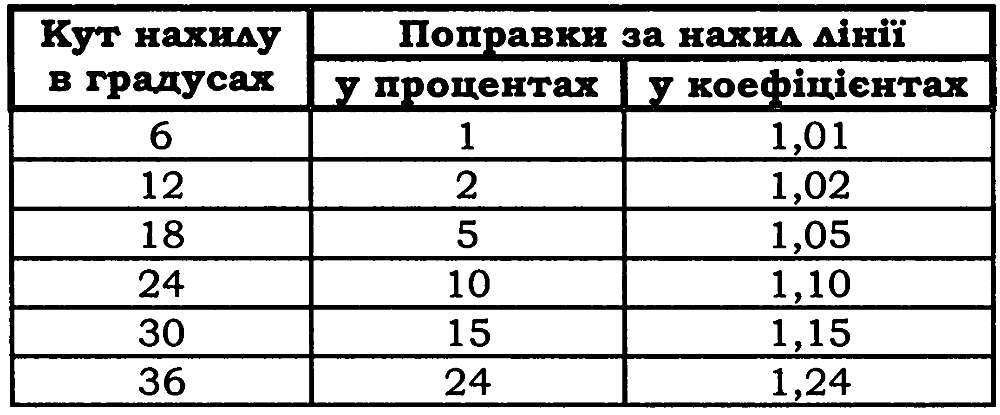 Кут нахилу
в градусах
Поправки за нахил лінії
у процентах у коефіцієнтах
6 1 1,01
12 2 1,02
18 5 1,05
24 10 1,10
30 15 1,15
36 24 1,24